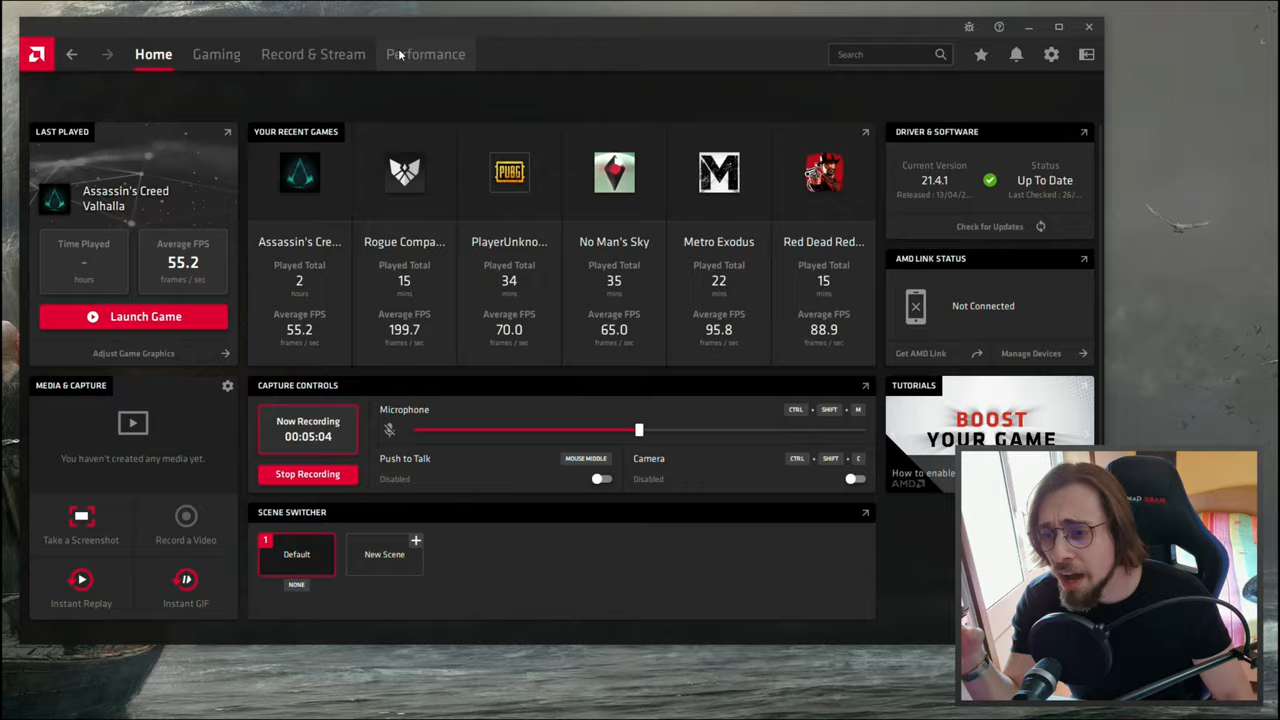 Home
Gaming
Record & Stream
Performance
Search
LAST PLAYED
Assassin's Creed
Valhalla
Time Played
-
hours
Average FPS
55.2
frames / sec
Launch Game
Adjust Game Graphics
YOUR RECENT GAMES
PUBG
Assassin's Cre...
Rogue Compa...
PlayerUnkno...
No Man's Sky
Metro Exodus
Red Dead Red...
Played Total
2
hours
Played Total
15
mins
Played Total
34
mins
Played Total
35
mins
Played Total
22
mins
Played Total
15
mins
Average FPS
55.2
frames / sec
Average FPS
199.7
frames / sec
Average FPS
70.0
frames / sec
Average FPS
65.0
frames / sec
Average FPS
95.8
frames / sec
Average FPS
88.9
frames / sec
DRIVER & SOFTWARE
Current Version
21.4.1
Released : 13/04/2...
Status
Up To Date
Last Checked : 26/...
Check for Updates
AMD LINK STATUS
Not Connected
Get AMD Link
Manage Devices
MEDIA & CAPTURE
You haven't created any media yet.
Take a Screenshot
Record a Video
Instant Replay
Instant GIF
CAPTURE CONTROLS
Now Recording
00:05:04
Stop Recording
Microphone
CTRL + SHIFT + M
Push to Talk
MOUSE MIDDLE
Disabled
Camera
CTRL + SHIFT + C
Disabled
SCENE SWITCHER
1
Default
NONE
New Scene
TUTORIALS
BOOST
YOUR GAME
How to enable
AMD